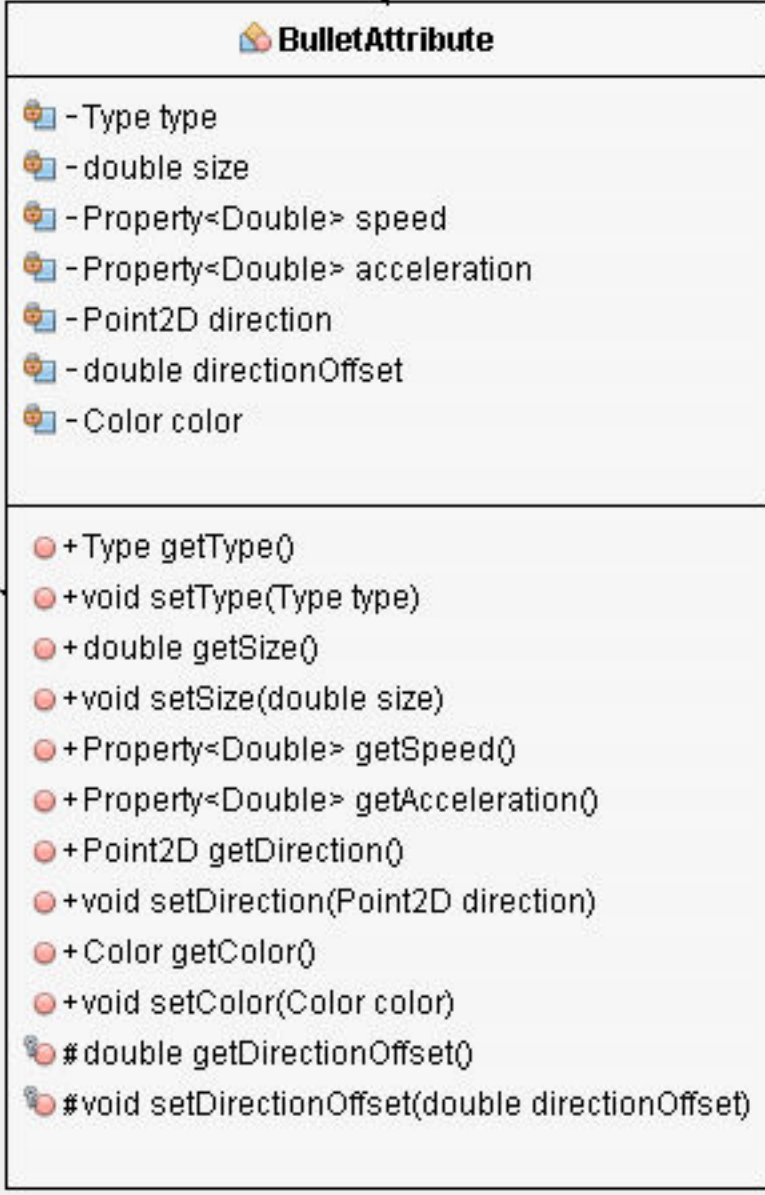 BulletAttribute
-Type type
-double size
-Property<Double> speed
-Property<Double> acceleration
-Point2D direction
-double directionOffset
-Color color
+Type getType()
+void setType(Type type)
+double getSize()
+void setSize(double size)
+Property<Double> getSpeed()
+Property<Double> getAcceleration()
+Point2D getDirection()
+void setDirection(Point2D direction)
+Color getColor()
+void setColor(Color color)
#double getDirectionOffset()
#void setDirectionOffset(double directionOffset)